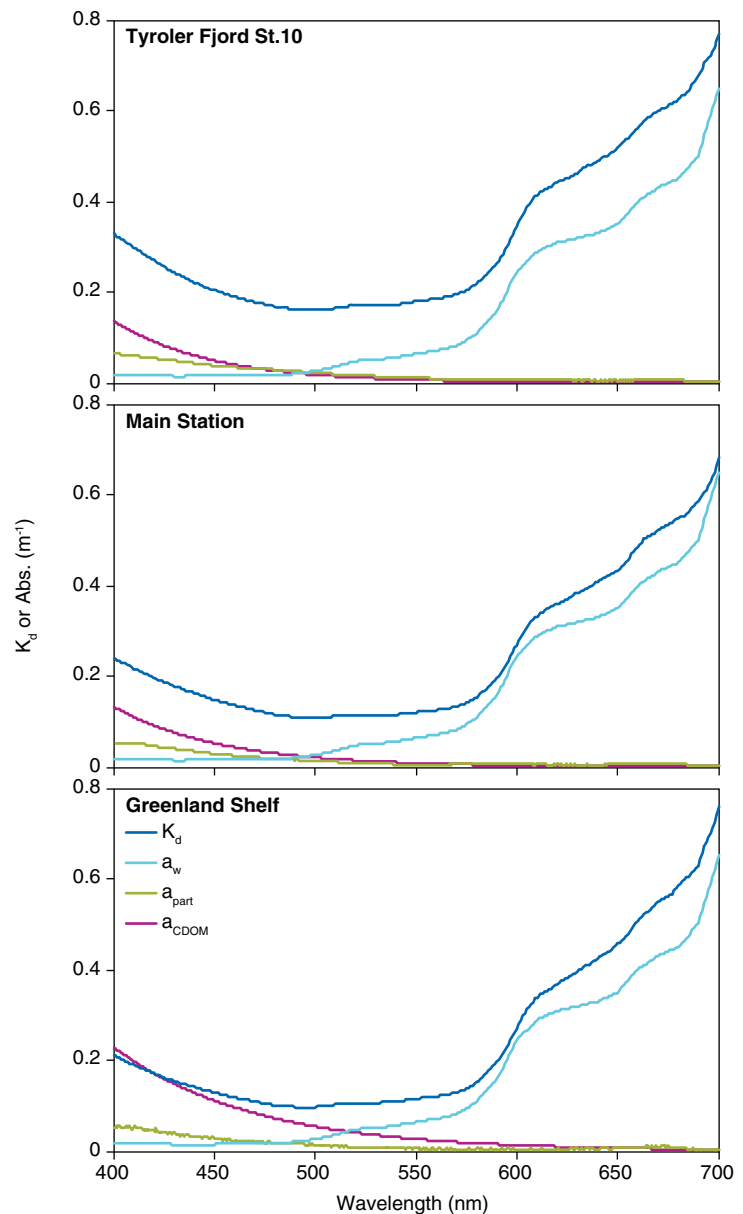 Tyroler Fjord St.10
0.8
0.6
0.4
0.2
0
Main Station
0.8
0.6
0.4
0.2
0
K_d or Abs. (m⁻¹)
Greenland Shelf
K_d
a_w
a_part
a_CDOM
0.8
0.6
0.4
0.2
0
400 450 500 550 600 650 700
Wavelength (nm)